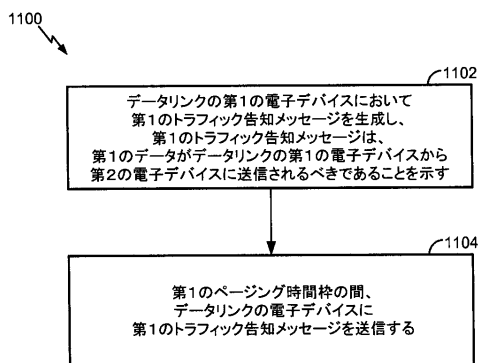 1100
1102
データリンクの第1の電子デバイスにおいて
第1のトラフィック告知メッセージを生成し、
第1のトラフィック告知メッセージは、
第1のデータがデータリンクの第1の電子デバイスから
第2の電子デバイスに送信されるべきであることを示す
1104
第1のページング時間枠の間、
データリンクの電子デバイスに
第1のトラフィック告知メッセージを送信する